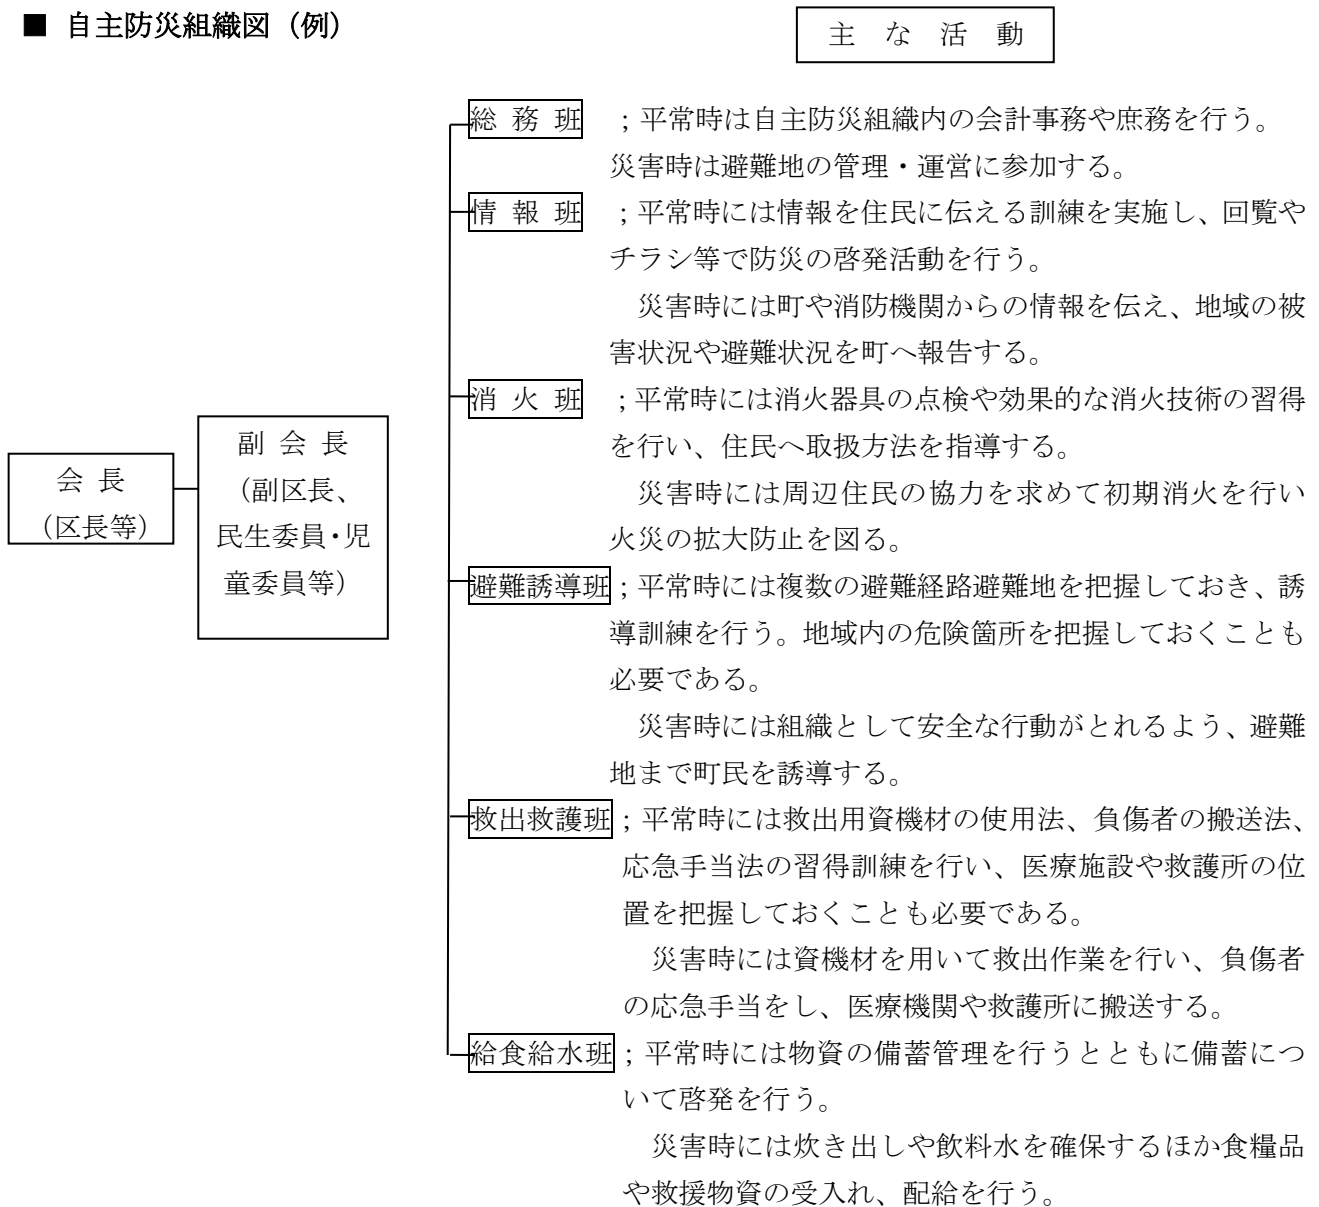 ■ 自主防災組織図（例）
主 な 活 動
会 長
（区長等）
副 会 長
（副区長、
民生委員・児
童委員等）
総 務 班 ；平常時は自主防災組織内の会計事務や庶務を行う。
災害時は避難地の管理・運営に参加する。
情 報 班 ；平常時には情報を住民に伝える訓練を実施し、回覧や
チラシ等で防災の啓発活動を行う。
災害時には町や消防機関からの情報を伝え、地域の被
害状況や避難状況を町へ報告する。
消 火 班 ；平常時には消火器具の点検や効果的な消火技術の習得
を行い、住民へ取扱方法を指導する。
災害時には周辺住民の協力を求めて初期消火を行い
火災の拡大防止を図る。
避難誘導班；平常時には複数の避難経路避難地を把握しておき、誘
導訓練を行う。地域内の危険箇所を把握しておくことも
必要である。
災害時には組織として安全な行動がとれるよう、避難
地まで町民を誘導する。
救出救護班；平常時には救出用資機材の使用法、負傷者の搬送法、
応急手当法の習得訓練を行い、医療施設や救護所の位
置を把握しておくことも必要である。
災害時には資機材を用いて救出作業を行い、負傷者
の応急手当をし、医療機関や救護所に搬送する。
給食給水班；平常時には物資の備蓄管理を行うとともに備蓄につ
いて啓発を行う。
災害時には炊き出しや飲料水を確保するほか食糧品
や救援物資の受入れ、配給を行う。